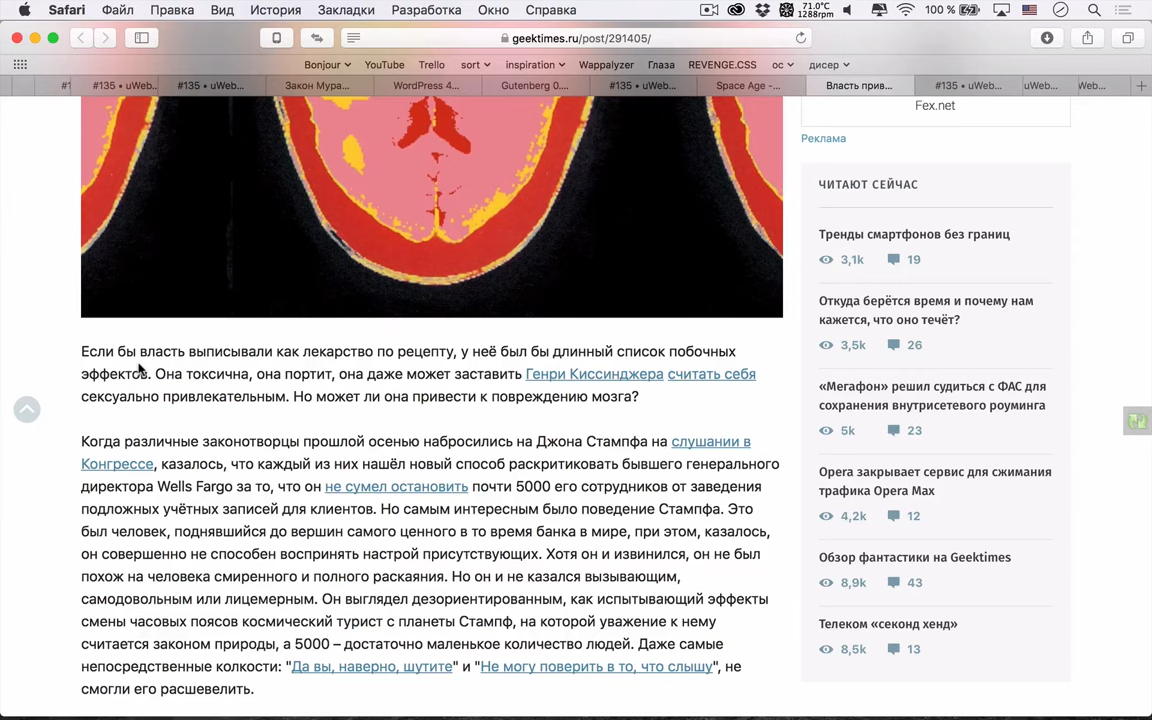 Safari Файл Правка Вид История Закладки Разработка Окно Справка 71.0°C 1288rpm 100 %
geektimes.ru/post/291405/
Bonjour YouTube Trello sort inspiration Wappalyzer Глаза REVENGE.CSS ос дисер
#1 #135 • uWeb... #135 • uWeb... Закон Мура... WordPress 4... Gutenberg 0.... #135 • uWeb... Space Age -... Власть прив... #135 • uWeb... uWeb... Web...
Fex.net
Реклама
Если бы власть выписывали как лекарство по рецепту, у неё был бы длинный список побочных
эффектов. Она токсична, она портит, она даже может заставить Генри Киссинджера считать себя
сексуально привлекательным. Но может ли она привести к повреждению мозга?
Когда различные законотворцы прошлой осенью набросились на Джона Стампфа на слушании в
Конгрессе, казалось, что каждый из них нашёл новый способ раскритиковать бывшего генерального
директора Wells Fargo за то, что он не сумел остановить почти 5000 его сотрудников от заведения
подложных учётных записей для клиентов. Но самым интересным было поведение Стампфа. Это
был человек, поднявшийся до вершин самого ценного в то время банка в мире, при этом, казалось,
он совершенно не способен воспринять настрой присутствующих. Хотя он и извинился, он не был
похож на человека смиренного и полного раскаяния. Но он и не казался вызывающим,
самодовольным или лицемерным. Он выглядел дезориентированным, как испытывающий эффекты
смены часовых поясов космический турист с планеты Стампф, на которой уважение к нему
считается законом природы, а 5000 – достаточно маленькое количество людей. Даже самые
непосредственные колкости: "Да вы, наверно, шутите" и "Не могу поверить в то, что слышу", не
смогли его расшевелить.
ЧИТАЮТ СЕЙЧАС
Тренды смартфонов без границ
3,1k 19
Откуда берётся время и почему нам
кажется, что оно течёт?
3,5k 26
«Мегафон» решил судиться с ФАС для
сохранения внутрисетевого роуминга
5k 23
Opera закрывает сервис для сжимания
трафика Opera Max
4,2k 12
Обзор фантастики на Geektimes
8,9k 43
Телеком «секонд хенд»
8,5k 13